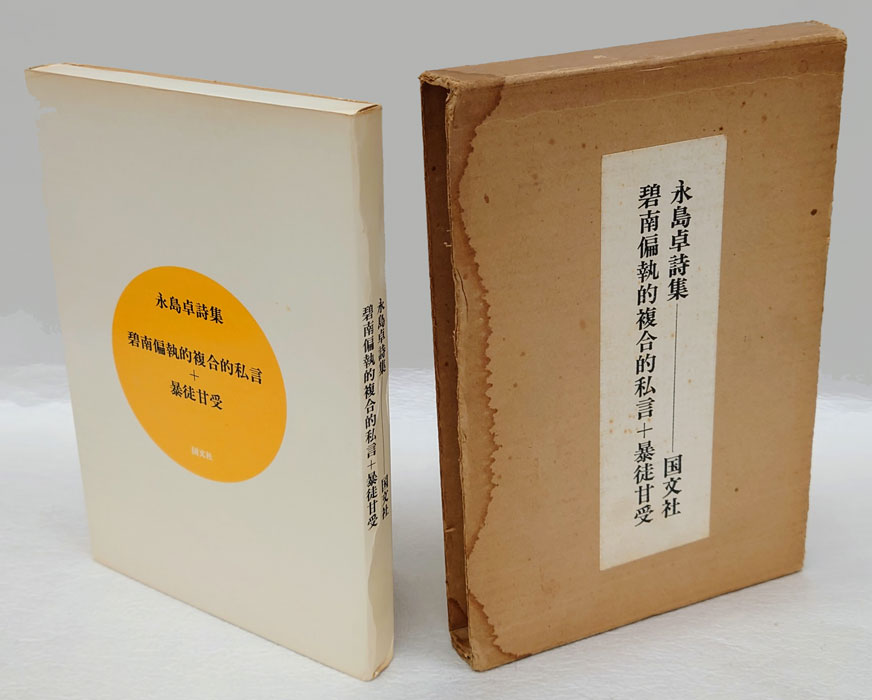 永島卓詩集
碧南偏執的複合的私言
+
暴徒甘受
国文社
永島卓詩集――国文社
碧南偏執的複合的私言+暴徒甘受
永島卓詩集――国文社
碧南偏執的複合的私言+暴徒甘受